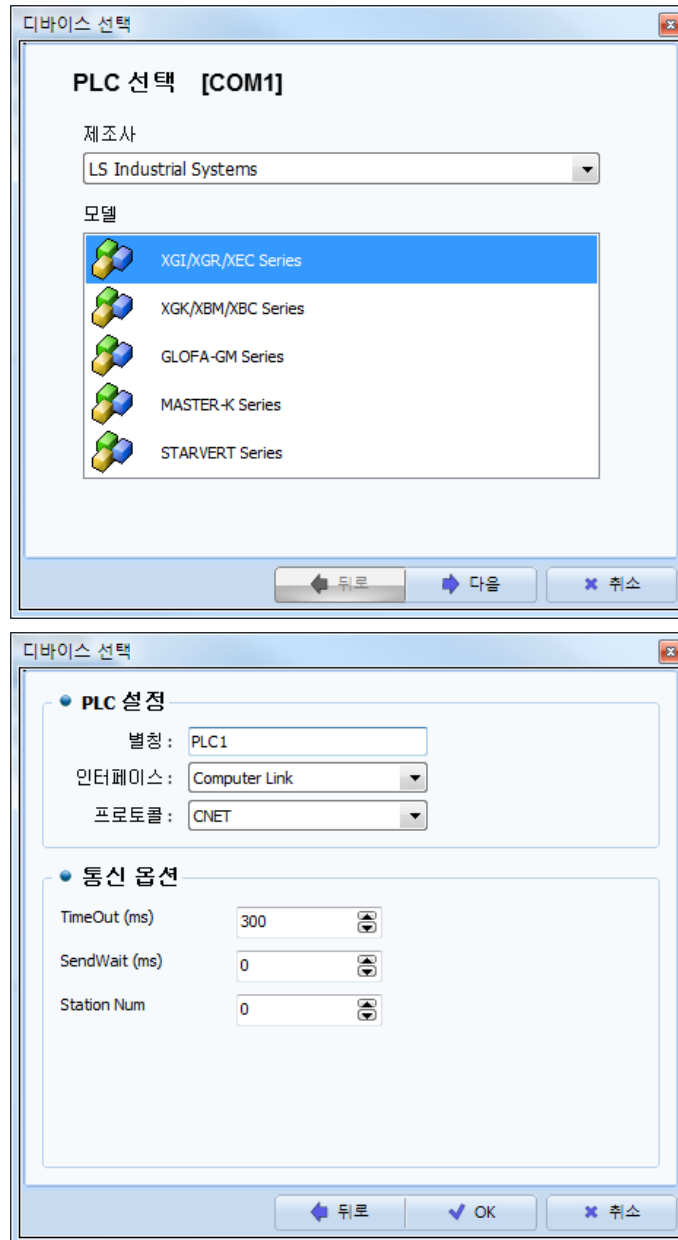 디바이스 선택
PLC 선택 [COM1]
제조사
LS Industrial Systems
모델
XGI/XGR/XEC Series
XGK/XBM/XBC Series
GLOFA-GM Series
MASTER-K Series
STARVERT Series
뒤로 다음 취소
디바이스 선택
PLC 설정
별칭 : PLC1
인터페이스 : Computer Link
프로토콜 : CNET
통신 옵션
TimeOut (ms) 300
SendWait (ms) 0
Station Num 0
뒤로 OK 취소